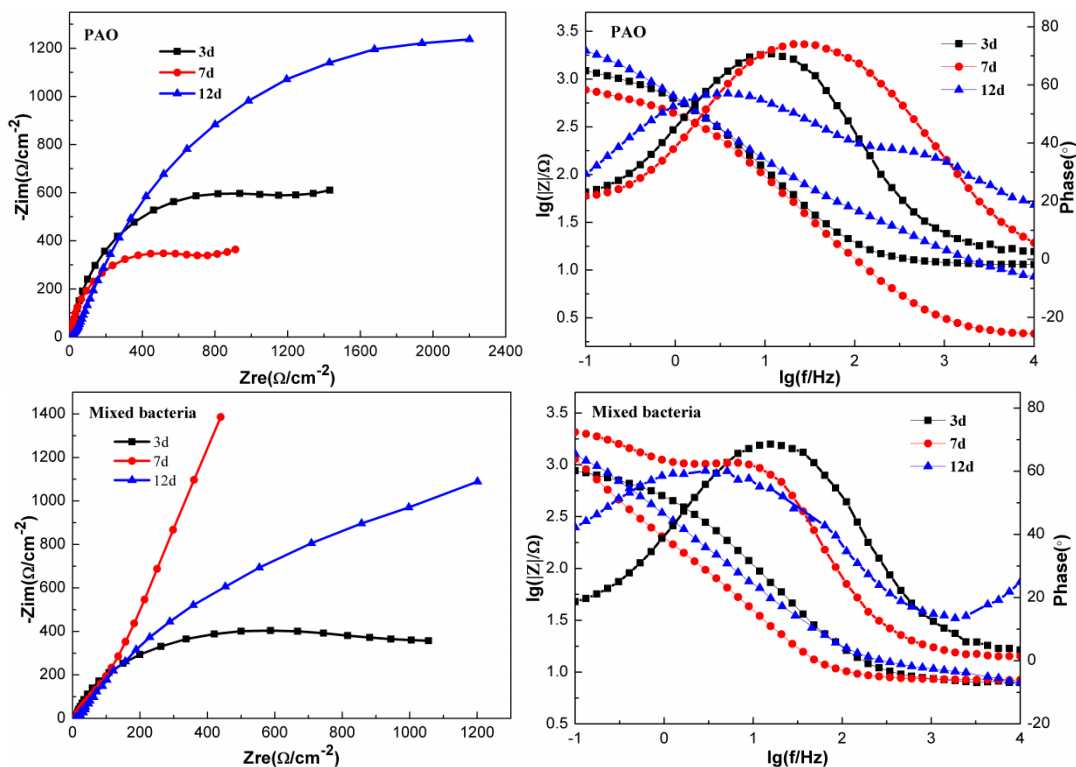 PAO
3d
7d
12d
-Zim(Ω/cm-2)
1200
1000
800
600
400
200
0
0 400 800 1200 1600 2000 2400
Zre(Ω/cm-2)
PAO
3d
7d
12d
lg(|Z|/Ω)
3.5
3.0
2.5
2.0
1.5
1.0
0.5
80
60
40
20
0
-20
Phase(°)
-1 0 1 2 3 4
lg(f/Hz)
Mixed bacteria
3d
7d
12d
-Zim(Ω/cm-2)
1400
1200
1000
800
600
400
200
0
0 200 400 600 800 1000 1200
Zre(Ω/cm-2)
Mixed bacteria
3d
7d
12d
lg(|Z|/Ω)
3.5
3.0
2.5
2.0
1.5
1.0
0.5
80
60
40
20
0
-20
Phase(°)
-1 0 1 2 3 4
lg(f/Hz)